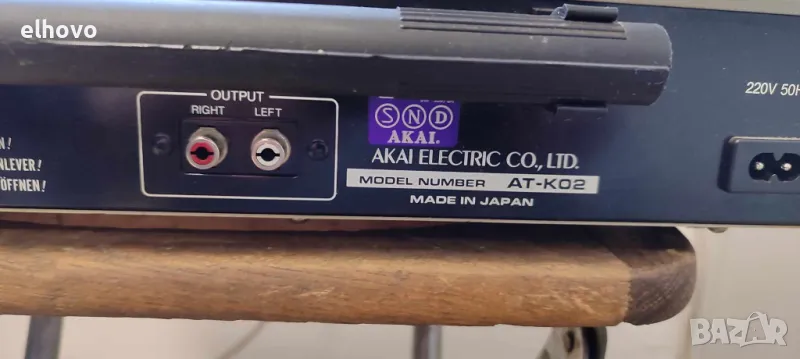 elhovo
OUTPUT
RIGHT LEFT
220V 50H
SND
AKAI.
AKAI ELECTRIC CO., LTD.
MODEL NUMBER AT-K02
MADE IN JAPAN
N!
NLEVER!
ÖFFNEN!
BAZAR